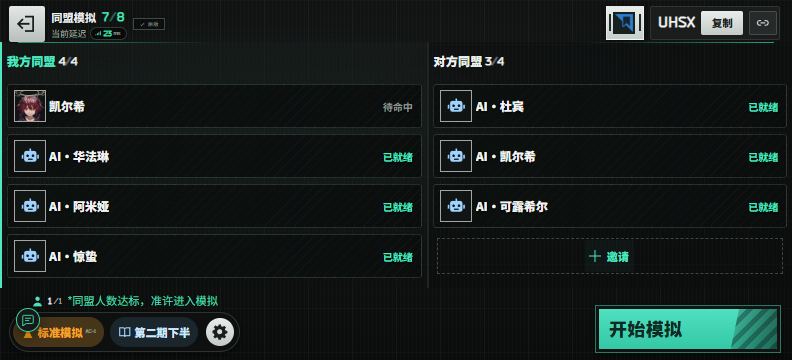 同盟模拟 7/8
当前延迟 23 ms
UHSX 复制
我方同盟 4/4
凯尔希 待命中
AI·华法琳 已就绪
AI·阿米娅 已就绪
AI·惊蛰 已就绪
对方同盟 3/4
AI·杜宾 已就绪
AI·凯尔希 已就绪
AI·可露希尔 已就绪
邀请
1/1 *同盟人数达标，准许进入模拟
标准模拟
第二期下半
开始模拟